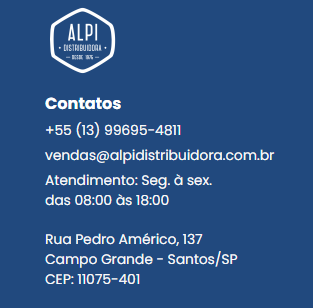 ALPI
DISTRIBUIDORA
DESDE 1975
Contatos
+55 (13) 99695-4811
vendas@alpidistribuidora.com.br
Atendimento: Seg. à sex.
das 08:00 às 18:00
Rua Pedro Américo, 137
Campo Grande - Santos/SP
CEP: 11075-401